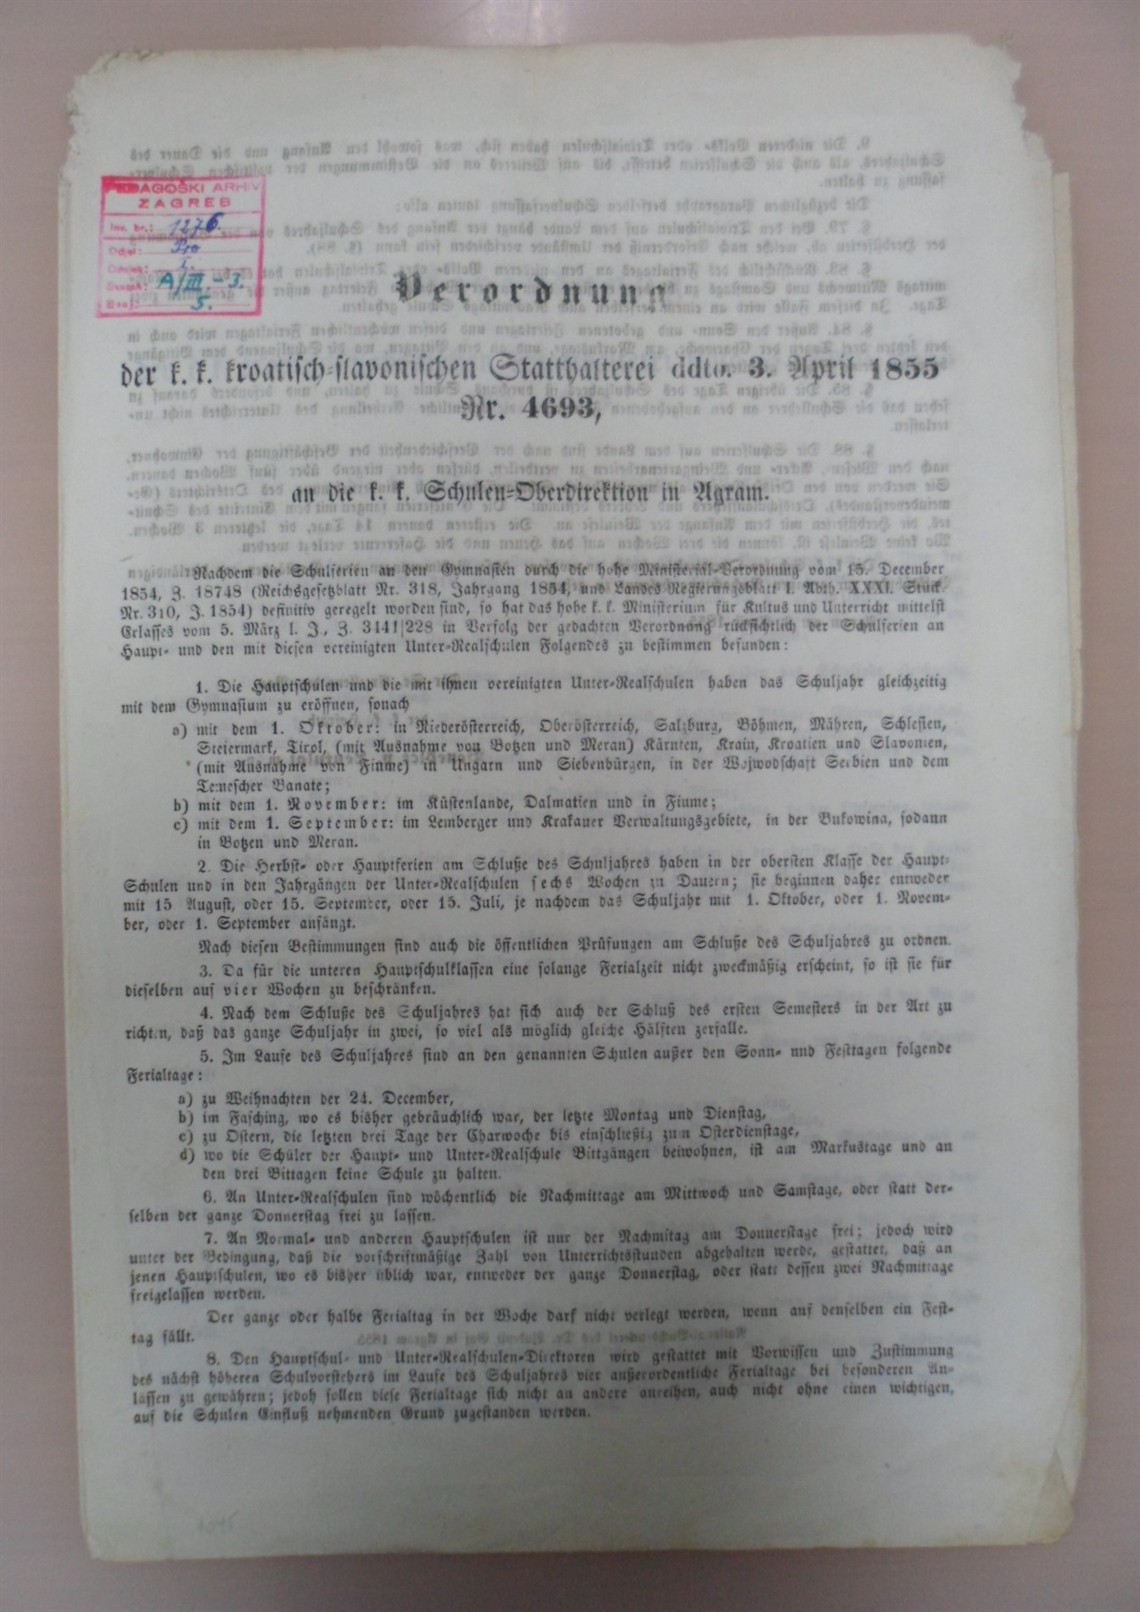 PEDAGOŠKI ARHIV
ZAGREB
Inv. br.: 1276.
Odjel:
Odsjek: I.
A/III-3.
Broj: 5.
Verordnung
der k. k. kroatisch-slavonischen Statthalterei ddto. 3. April 1855
Nr. 4693,
an die k. k. Schulen-Oberdirektion in Agram.
Nachdem die Schulferien an den Gymnasien durch die hohe Ministerial-Verordnung vom 15. December
1854, Z. 18748 (Reichsgesetzblatt Nr. 318, Jahrgang 1854, und Landes-Regierungsblatt I. Abth. XXXI. Stück
Nr. 310, J. 1854) definitiv geregelt worden sind, so hat das hohe k. k. Ministerium für Kultus und Unterricht mittelst
Erlasses vom 5. März l. J., Z. 3141/228 in Verfolg der gedachten Verordnung rücksichtlich der Schulferien an
Haupt- und den mit diesen vereinigten Unter-Realschulen Folgendes zu bestimmen befunden:
1. Die Hauptschulen und die mit ihnen vereinigten Unter-Realschulen haben das Schuljahr gleichzeitig
mit dem Gymnasium zu eröffnen, sonach
a) mit dem 1. Oktober: in Niederösterreich, Oberösterreich, Salzburg, Böhmen, Mähren, Schlesien,
Steiermark, Tirol, (mit Ausnahme von Botzen und Meran) Kärnten, Krain, Kroatien und Slavonien,
(mit Ausnahme von Finme) in Ungarn und Siebenbürgen, in der Wojwodschaft Serbien und dem
Temescher Banate;
b) mit dem 1. November: im Küstenlande, Dalmatien und in Fiume;
c) mit dem 1. September: im Lemberger und Krakauer Verwaltungsgebiete, in der Bukowina, sodann
in Botzen und Meran.
2. Die Herbst- oder Hauptferien am Schluße des Schuljahres haben in der obersten Klasse der Haupt-
Schulen und in den Jahrgängen der Unter-Realschulen sechs Wochen zu Dauern; sie beginnen daher entweder
mit 15 August, oder 15. September, oder 15. Juli, je nachdem das Schuljahr mit 1. Oktober, oder 1. Novem-
ber, oder 1. September anfängt.
Nach diesen Bestimmungen sind auch die öffentlichen Prüfungen am Schluße des Schuljahres zu ordnen.
3. Da für die unteren Hauptschulklassen eine solange Ferialzeit nicht zweckmäßig erscheint, so ist sie für
dieselben auf vier Wochen zu beschränken.
4. Nach dem Schluße des Schuljahres hat sich auch der Schluß des ersten Semesters in der Art zu
richten, daß das ganze Schuljahr in zwei, so viel als möglich gleiche Hälften zerfalle.
5. Im Laufe des Schuljahres sind an den genannten Schulen außer den Sonn- und Festtagen folgende
Ferialtage:
a) zu Weihnachten der 24. December,
b) im Fasching, wo es bisher gebräuchlich war, der letzte Montag und Dienstag,
c) zu Ostern, die letzten drei Tage der Charwoche bis einschließig zum Osterdienstage,
d) wo die Schüler der Haupt- und Unter-Realschule Bittgängen beiwohnen, ist am Markustage und an
den drei Bittagen keine Schule zu halten.
6. An Unter-Realschulen sind wöchentlich die Nachmittage am Mittwoch und Samstage, oder statt der-
selben der ganze Donnerstag frei zu lassen.
7. An Normal- und anderen Hauptschulen ist nur der Nachmitag am Donnerstage frei; jedoch wird
unter der Bedingung, daß die vorschriftmäßige Zahl von Unterrichtsstunden abgehalten werde, gestattet, daß an
jenen Hauptschulen, wo es bisher üblich war, entweder der ganze Donnerstag, oder statt dessen zwei Nachmittage
freigelassen werden.
Der ganze oder halbe Ferialtag in der Woche darf nicht verlegt werden, wenn auf denselben ein Fest-
tag fällt.
8. Den Hauptschul- und Unter-Realschulen-Direktoren wird gestattet mit Vorwissen und Zustimmung
des nächst höheren Schulvorstehers im Laufe des Schuljahres vier außerordentliche Ferialtage bei besonderen An-
lässen zu gewähren; jedoh sollen diese Ferialtage sich nicht an andere anreihen, auch nicht ohne einen wichtigen,
auf die Schulen Einfluß nehmenden Grund zugestanden werden.